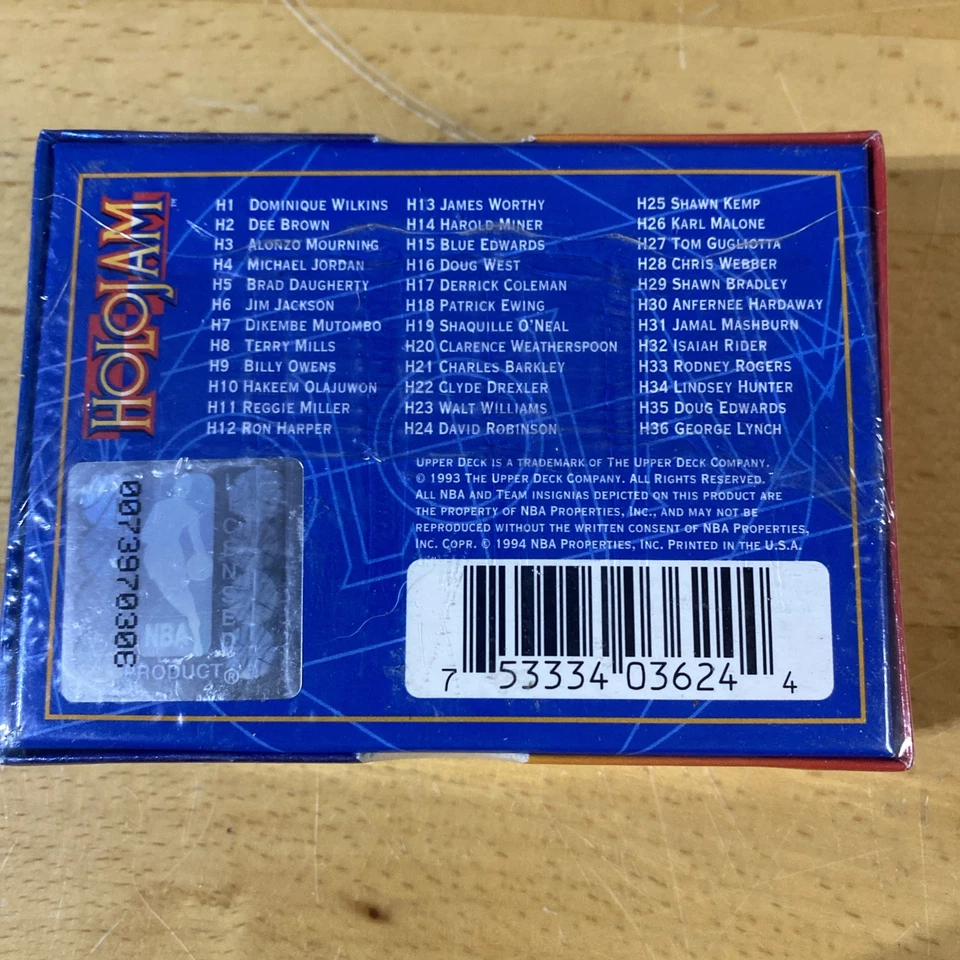 HOLOJAM
H1 DOMINIQUE WILKINS
H2 DEE BROWN
H3 ALONZO MOURNING
H4 MICHAEL JORDAN
H5 BRAD DAUGHERTY
H6 JIM JACKSON
H7 DIKEMBE MUTOMBO
H8 TERRY MILLS
H9 BILLY OWENS
H10 HAKEEM OLAJUWON
H11 REGGIE MILLER
H12 RON HARPER
H13 JAMES WORTHY
H14 HAROLD MINER
H15 BLUE EDWARDS
H16 DOUG WEST
H17 DERRICK COLEMAN
H18 PATRICK EWING
H19 SHAQUILLE O'NEAL
H20 CLARENCE WEATHERSPOON
H21 CHARLES BARKLEY
H22 CLYDE DREXLER
H23 WALT WILLIAMS
H24 DAVID ROBINSON
H25 SHAWN KEMP
H26 KARL MALONE
H27 TOM GUGLIOTTA
H28 CHRIS WEBBER
H29 SHAWN BRADLEY
H30 ANFERNEE HARDAWAY
H31 JAMAL MASHBURN
H32 ISAIAH RIDER
H33 RODNEY ROGERS
H34 LINDSEY HUNTER
H35 DOUG EDWARDS
H36 GEORGE LYNCH
UPPER DECK IS A TRADEMARK OF THE UPPER DECK COMPANY.
© 1993 THE UPPER DECK COMPANY. ALL RIGHTS RESERVED.
ALL NBA AND TEAM INSIGNIAS DEPICTED ON THIS PRODUCT ARE
THE PROPERTY OF NBA PROPERTIES, INC., AND MAY NOT BE
REPRODUCED WITHOUT THE WRITTEN CONSENT OF NBA PROPERTIES,
INC. COPR. © 1994 NBA PROPERTIES, INC. PRINTED IN THE U.S.A.
0073970306
NBA
PRODUCT®
7 53334 03624 4